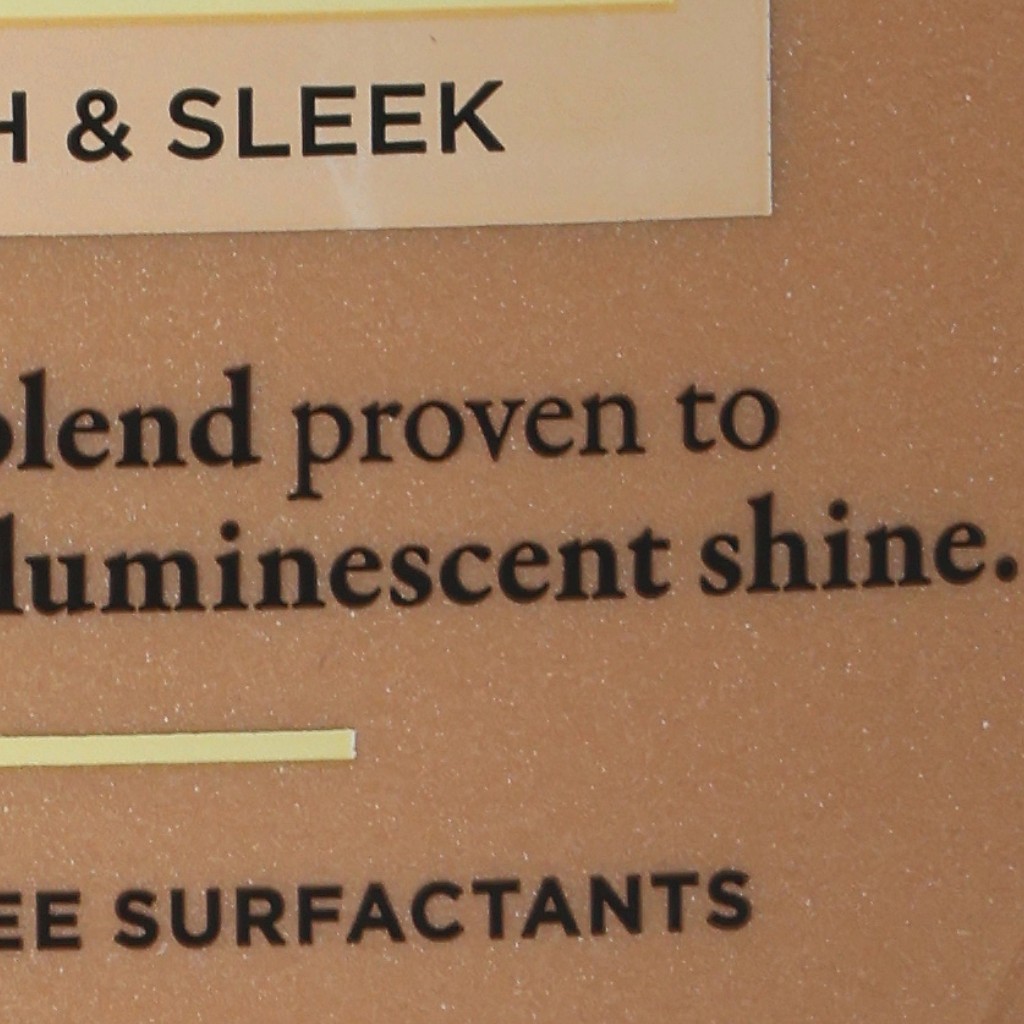 H & SLEEK
blend proven to
luminescent shine.
EE SURFACTANTS